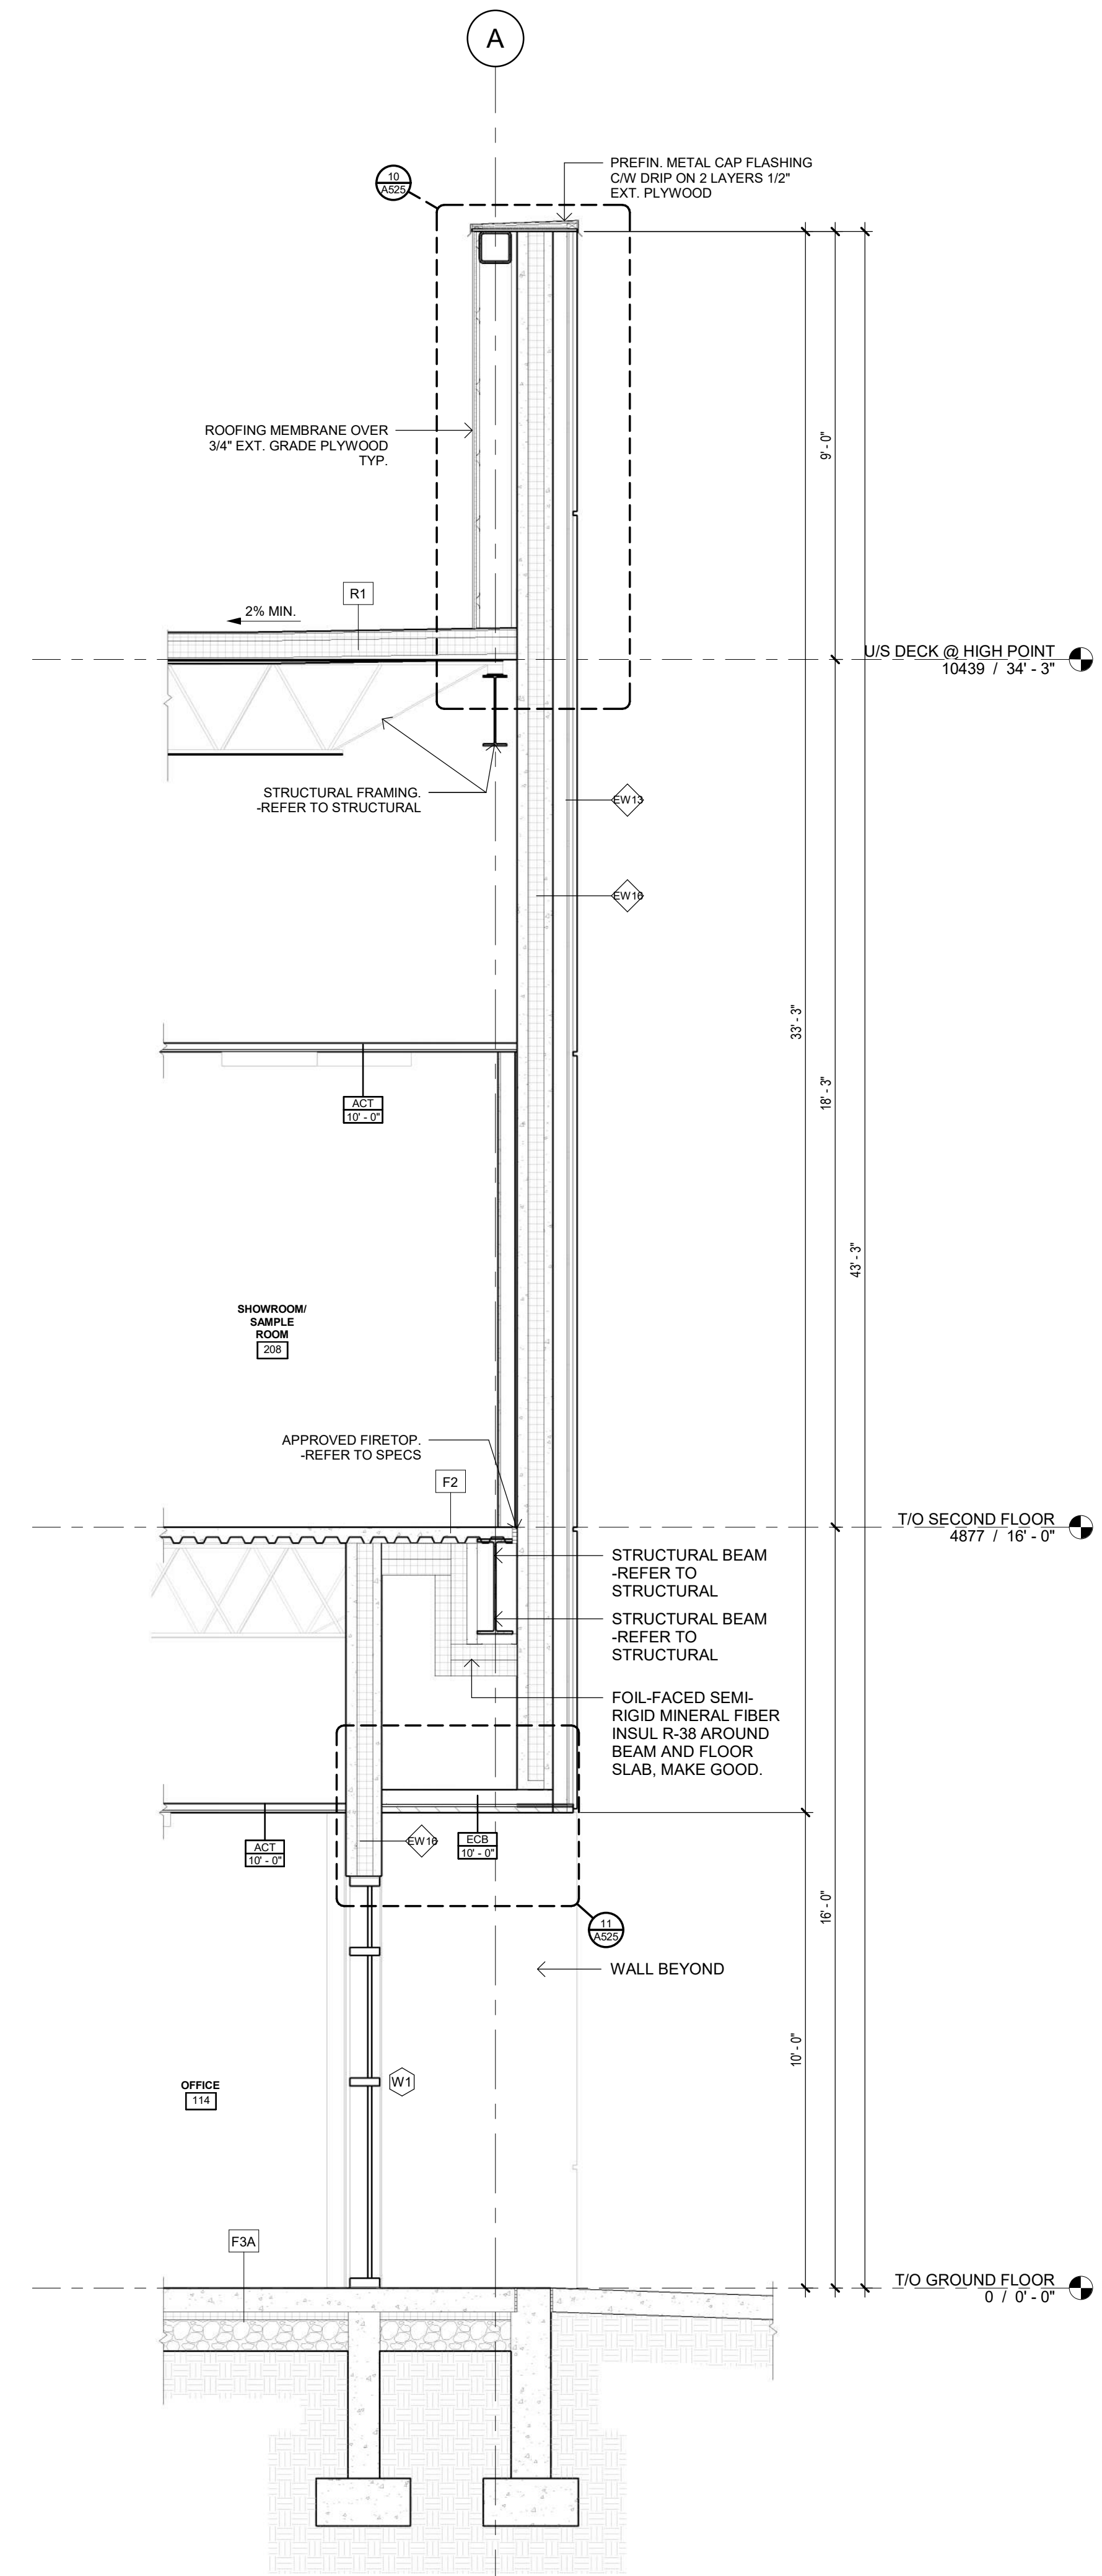 A
10
A525
PREFIN. METAL CAP FLASHING
C/W DRIP ON 2 LAYERS 1/2"
EXT. PLYWOOD
ROOFING MEMBRANE OVER
3/4" EXT. GRADE PLYWOOD
TYP.
9' - 0"
R1
2% MIN.
U/S DECK @ HIGH POINT
10439 / 34' - 3"
STRUCTURAL FRAMING.
-REFER TO STRUCTURAL
EW13
EW16
33' - 3"
18' - 3"
43' - 3"
ACT
10' - 0"
SHOWROOM/
SAMPLE
ROOM
208
APPROVED FIRETOP.
-REFER TO SPECS
F2
T/O SECOND FLOOR
4877 / 16' - 0"
STRUCTURAL BEAM
-REFER TO
STRUCTURAL
STRUCTURAL BEAM
-REFER TO
STRUCTURAL
FOIL-FACED SEMI-
RIGID MINERAL FIBER
INSUL R-38 AROUND
BEAM AND FLOOR
SLAB, MAKE GOOD.
ACT
10' - 0"
EW16
ECB
10' - 0"
16' - 0"
11
A525
WALL BEYOND
10' - 0"
OFFICE
114
W1
F3A
T/O GROUND FLOOR
0 / 0' - 0"